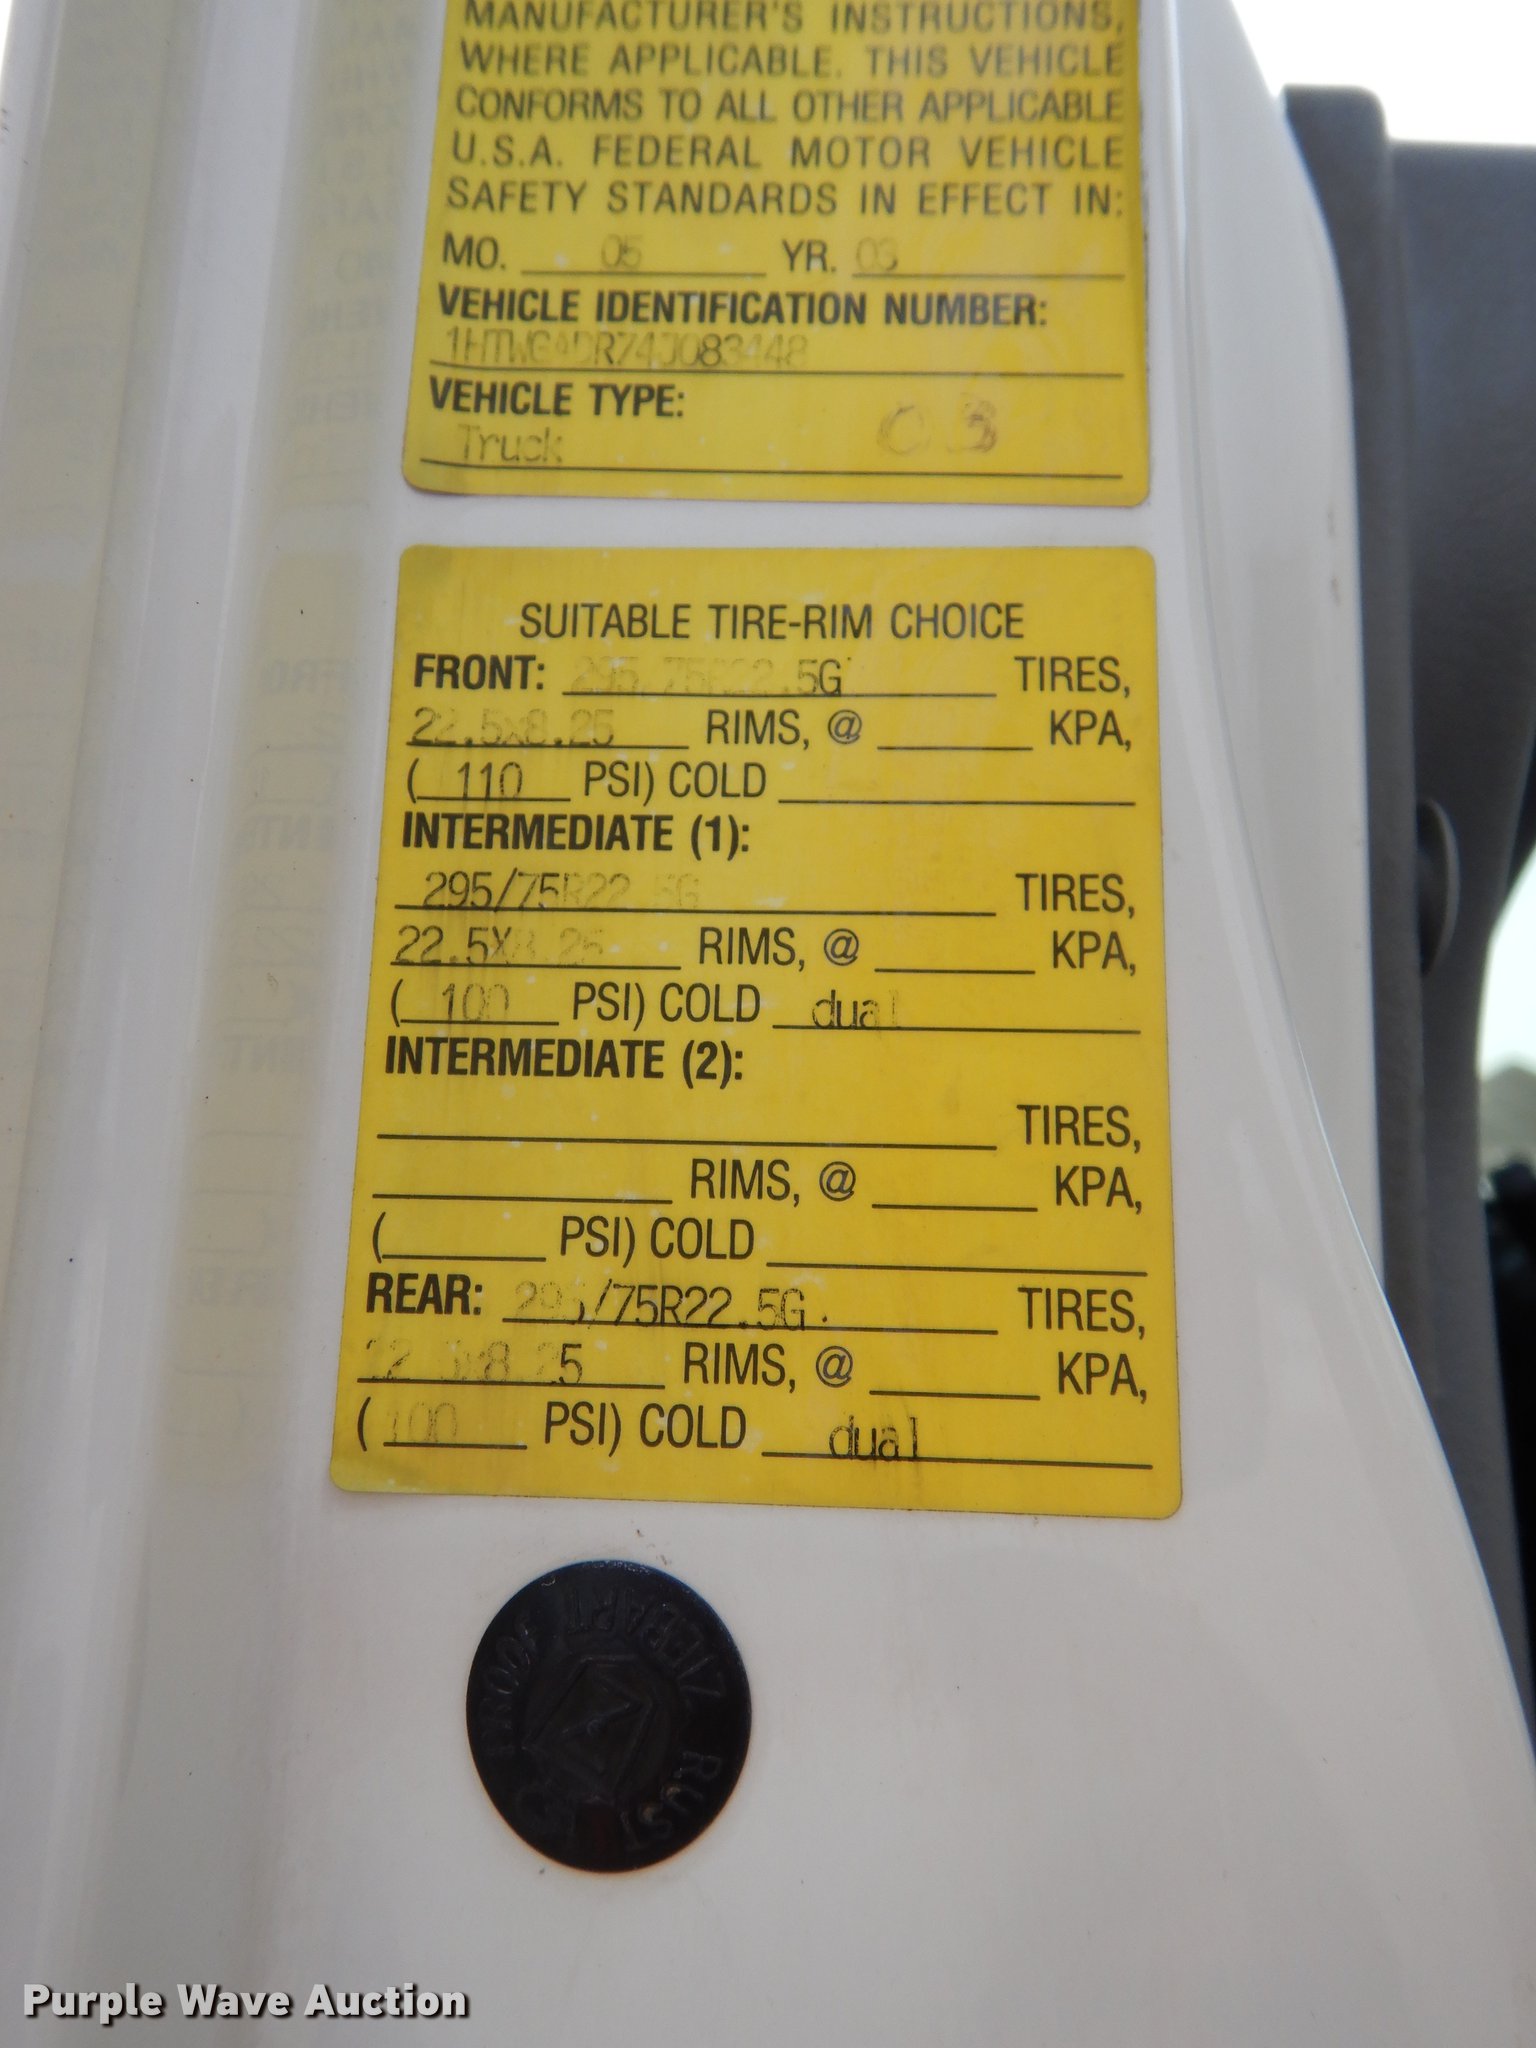 MANUFACTURER'S INSTRUCTIONS,
WHERE APPLICABLE. THIS VEHICLE
CONFORMS TO ALL OTHER APPLICABLE
U.S.A. FEDERAL MOTOR VEHICLE
SAFETY STANDARDS IN EFFECT IN:
MO. 05 YR. 03
VEHICLE IDENTIFICATION NUMBER:
1HTWGADR74J083448
VEHICLE TYPE:
Truck 03
SUITABLE TIRE-RIM CHOICE
FRONT: 295/75R22.5G TIRES,
22.5x8.25 RIMS, @ KPA,
( 110 PSI) COLD
INTERMEDIATE (1):
295/75R22.5G TIRES,
22.5X8.25 RIMS, @ KPA,
( 100 PSI) COLD dual
INTERMEDIATE (2):
TIRES,
RIMS, @ KPA,
( PSI) COLD
REAR: 295/75R22.5G TIRES,
22.5x8.25 RIMS, @ KPA,
( 100 PSI) COLD dual
ZIEBART
RUST
Purple Wave Auction